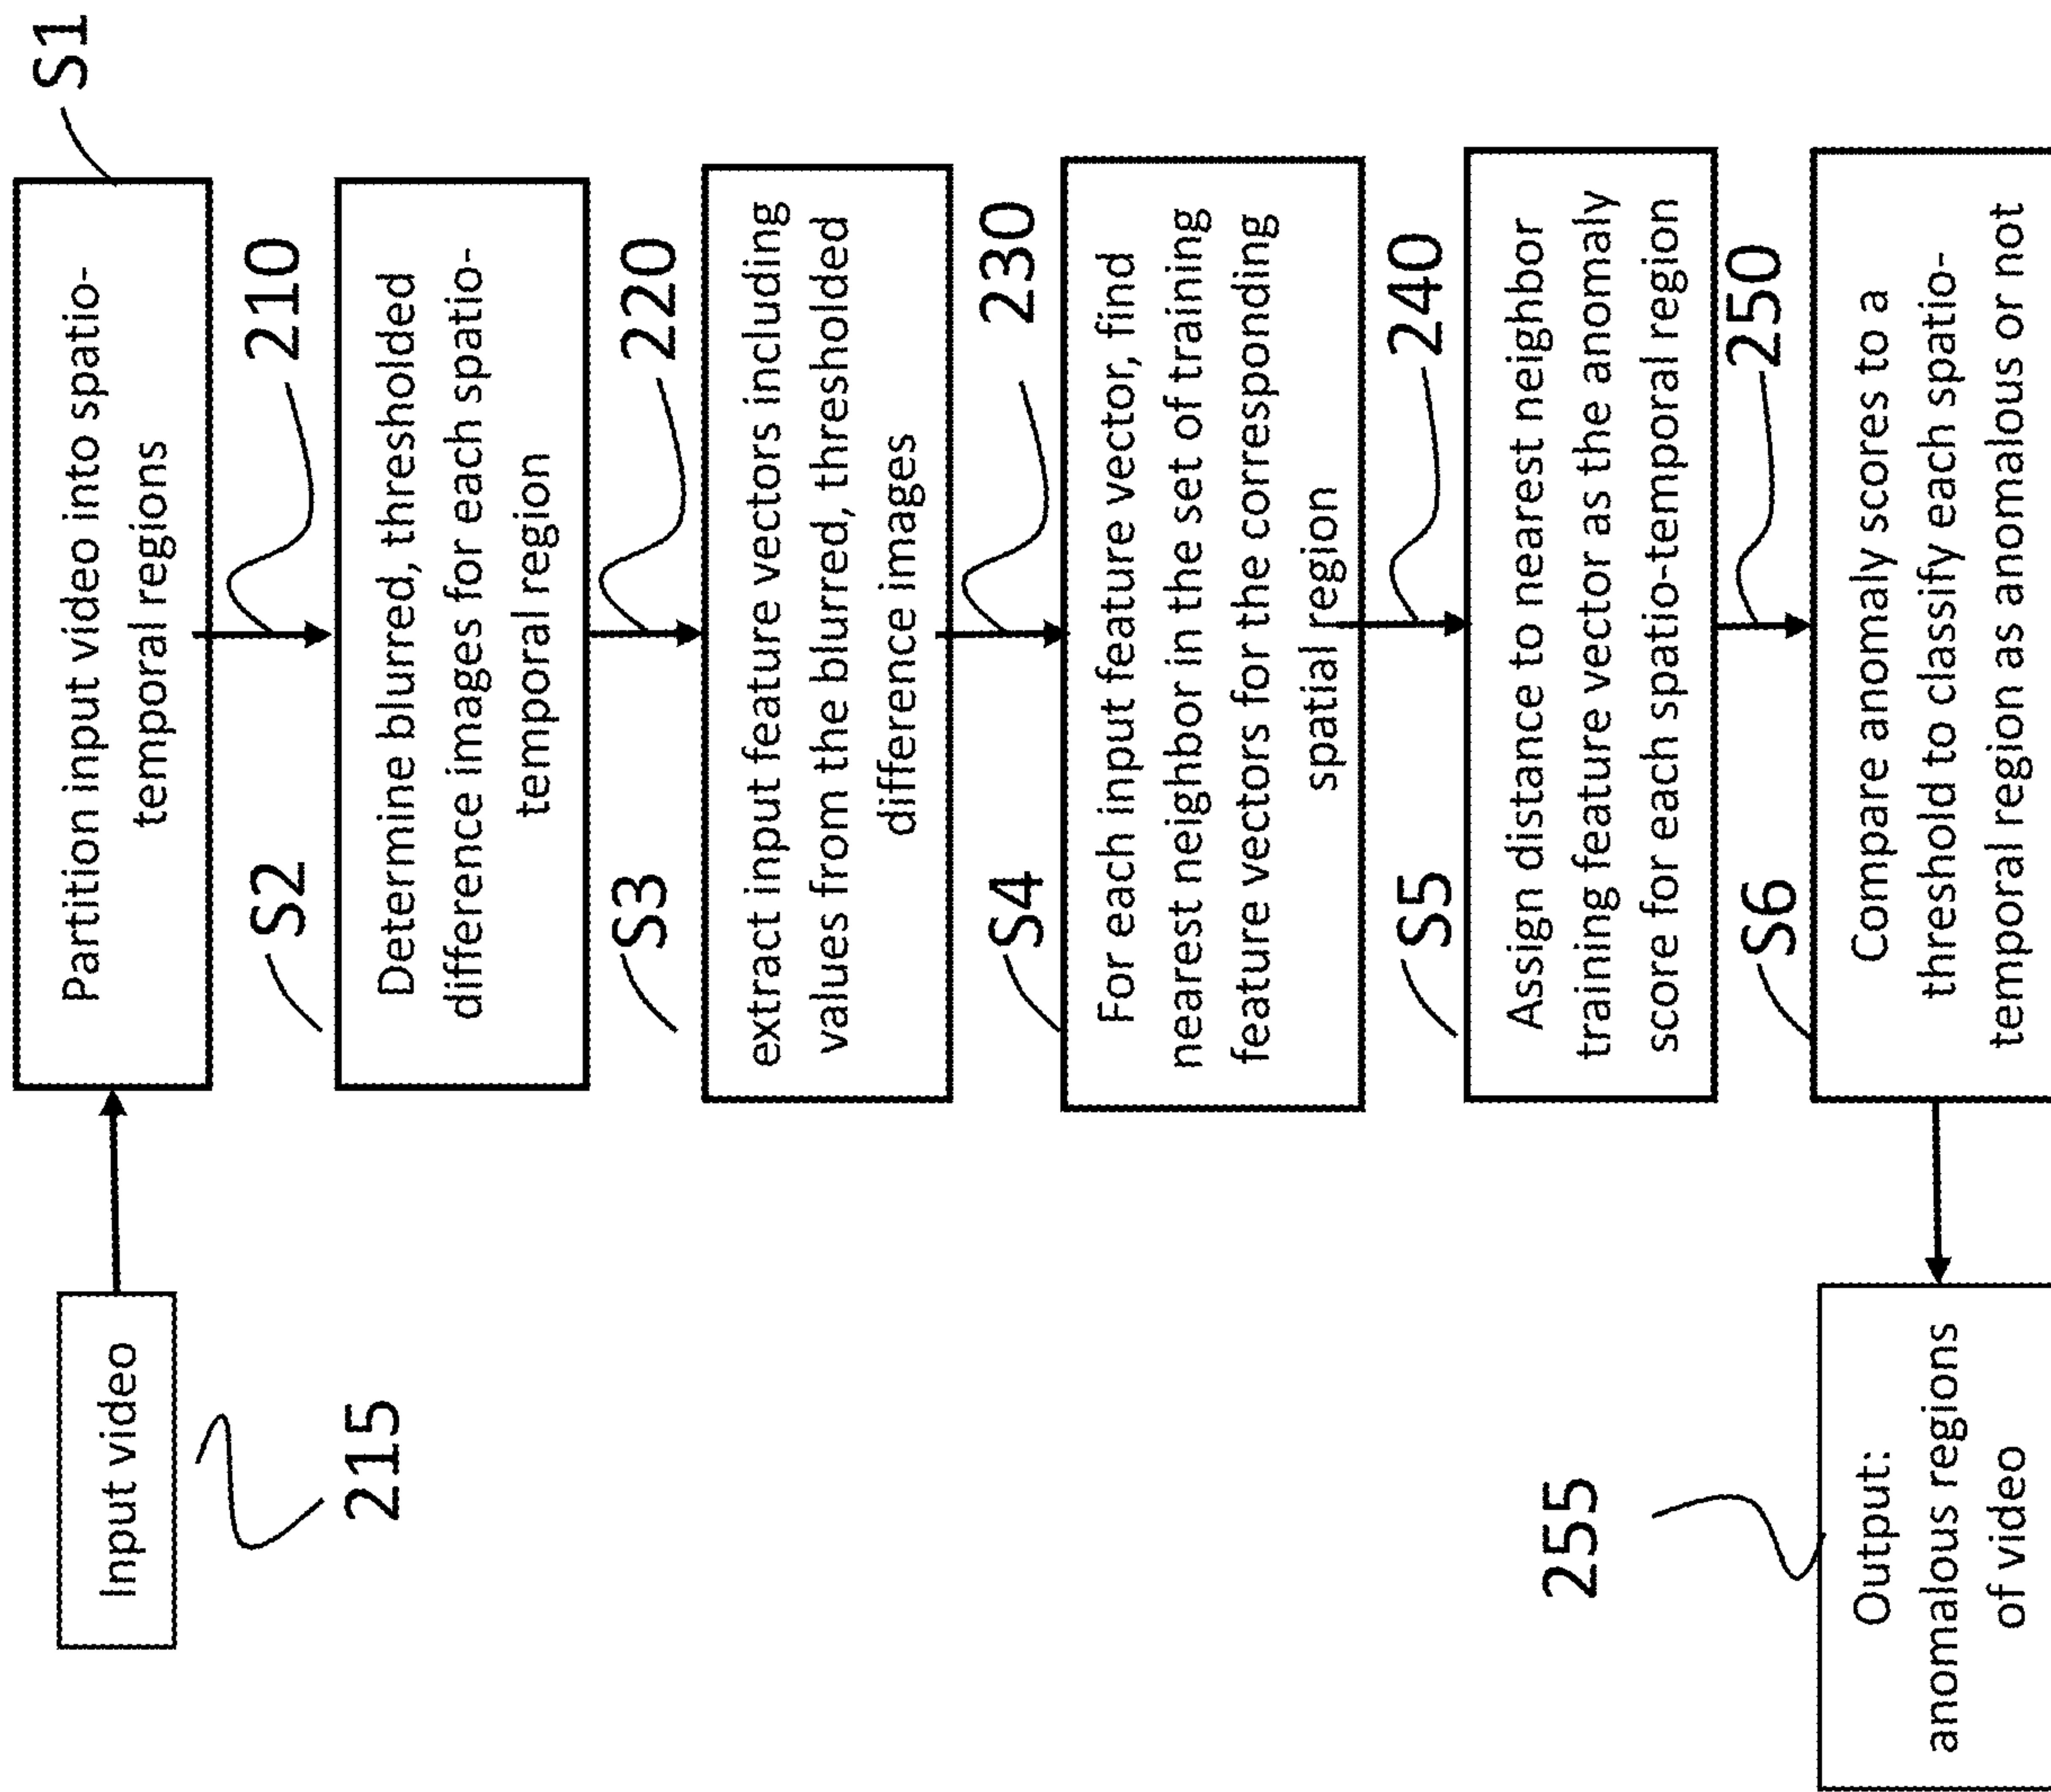 Input video
215
S1
Partition input video into spatio-
temporal regions
210
S2
Determine blurred, thresholded
difference images for each spatio-
temporal region
220
S3
extract input feature vectors including
values from the blurred, thresholded
difference images
230
S4
For each input feature vector, find
nearest neighbor in the set of training
feature vectors for the corresponding
spatial region
240
S5
Assign distance to nearest neighbor
training feature vector as the anomaly
score for each spatio-temporal region
250
S6
Compare anomaly scores to a
threshold to classify each spatio-
temporal region as anomalous or not
255
Output:
anomalous regions
of video